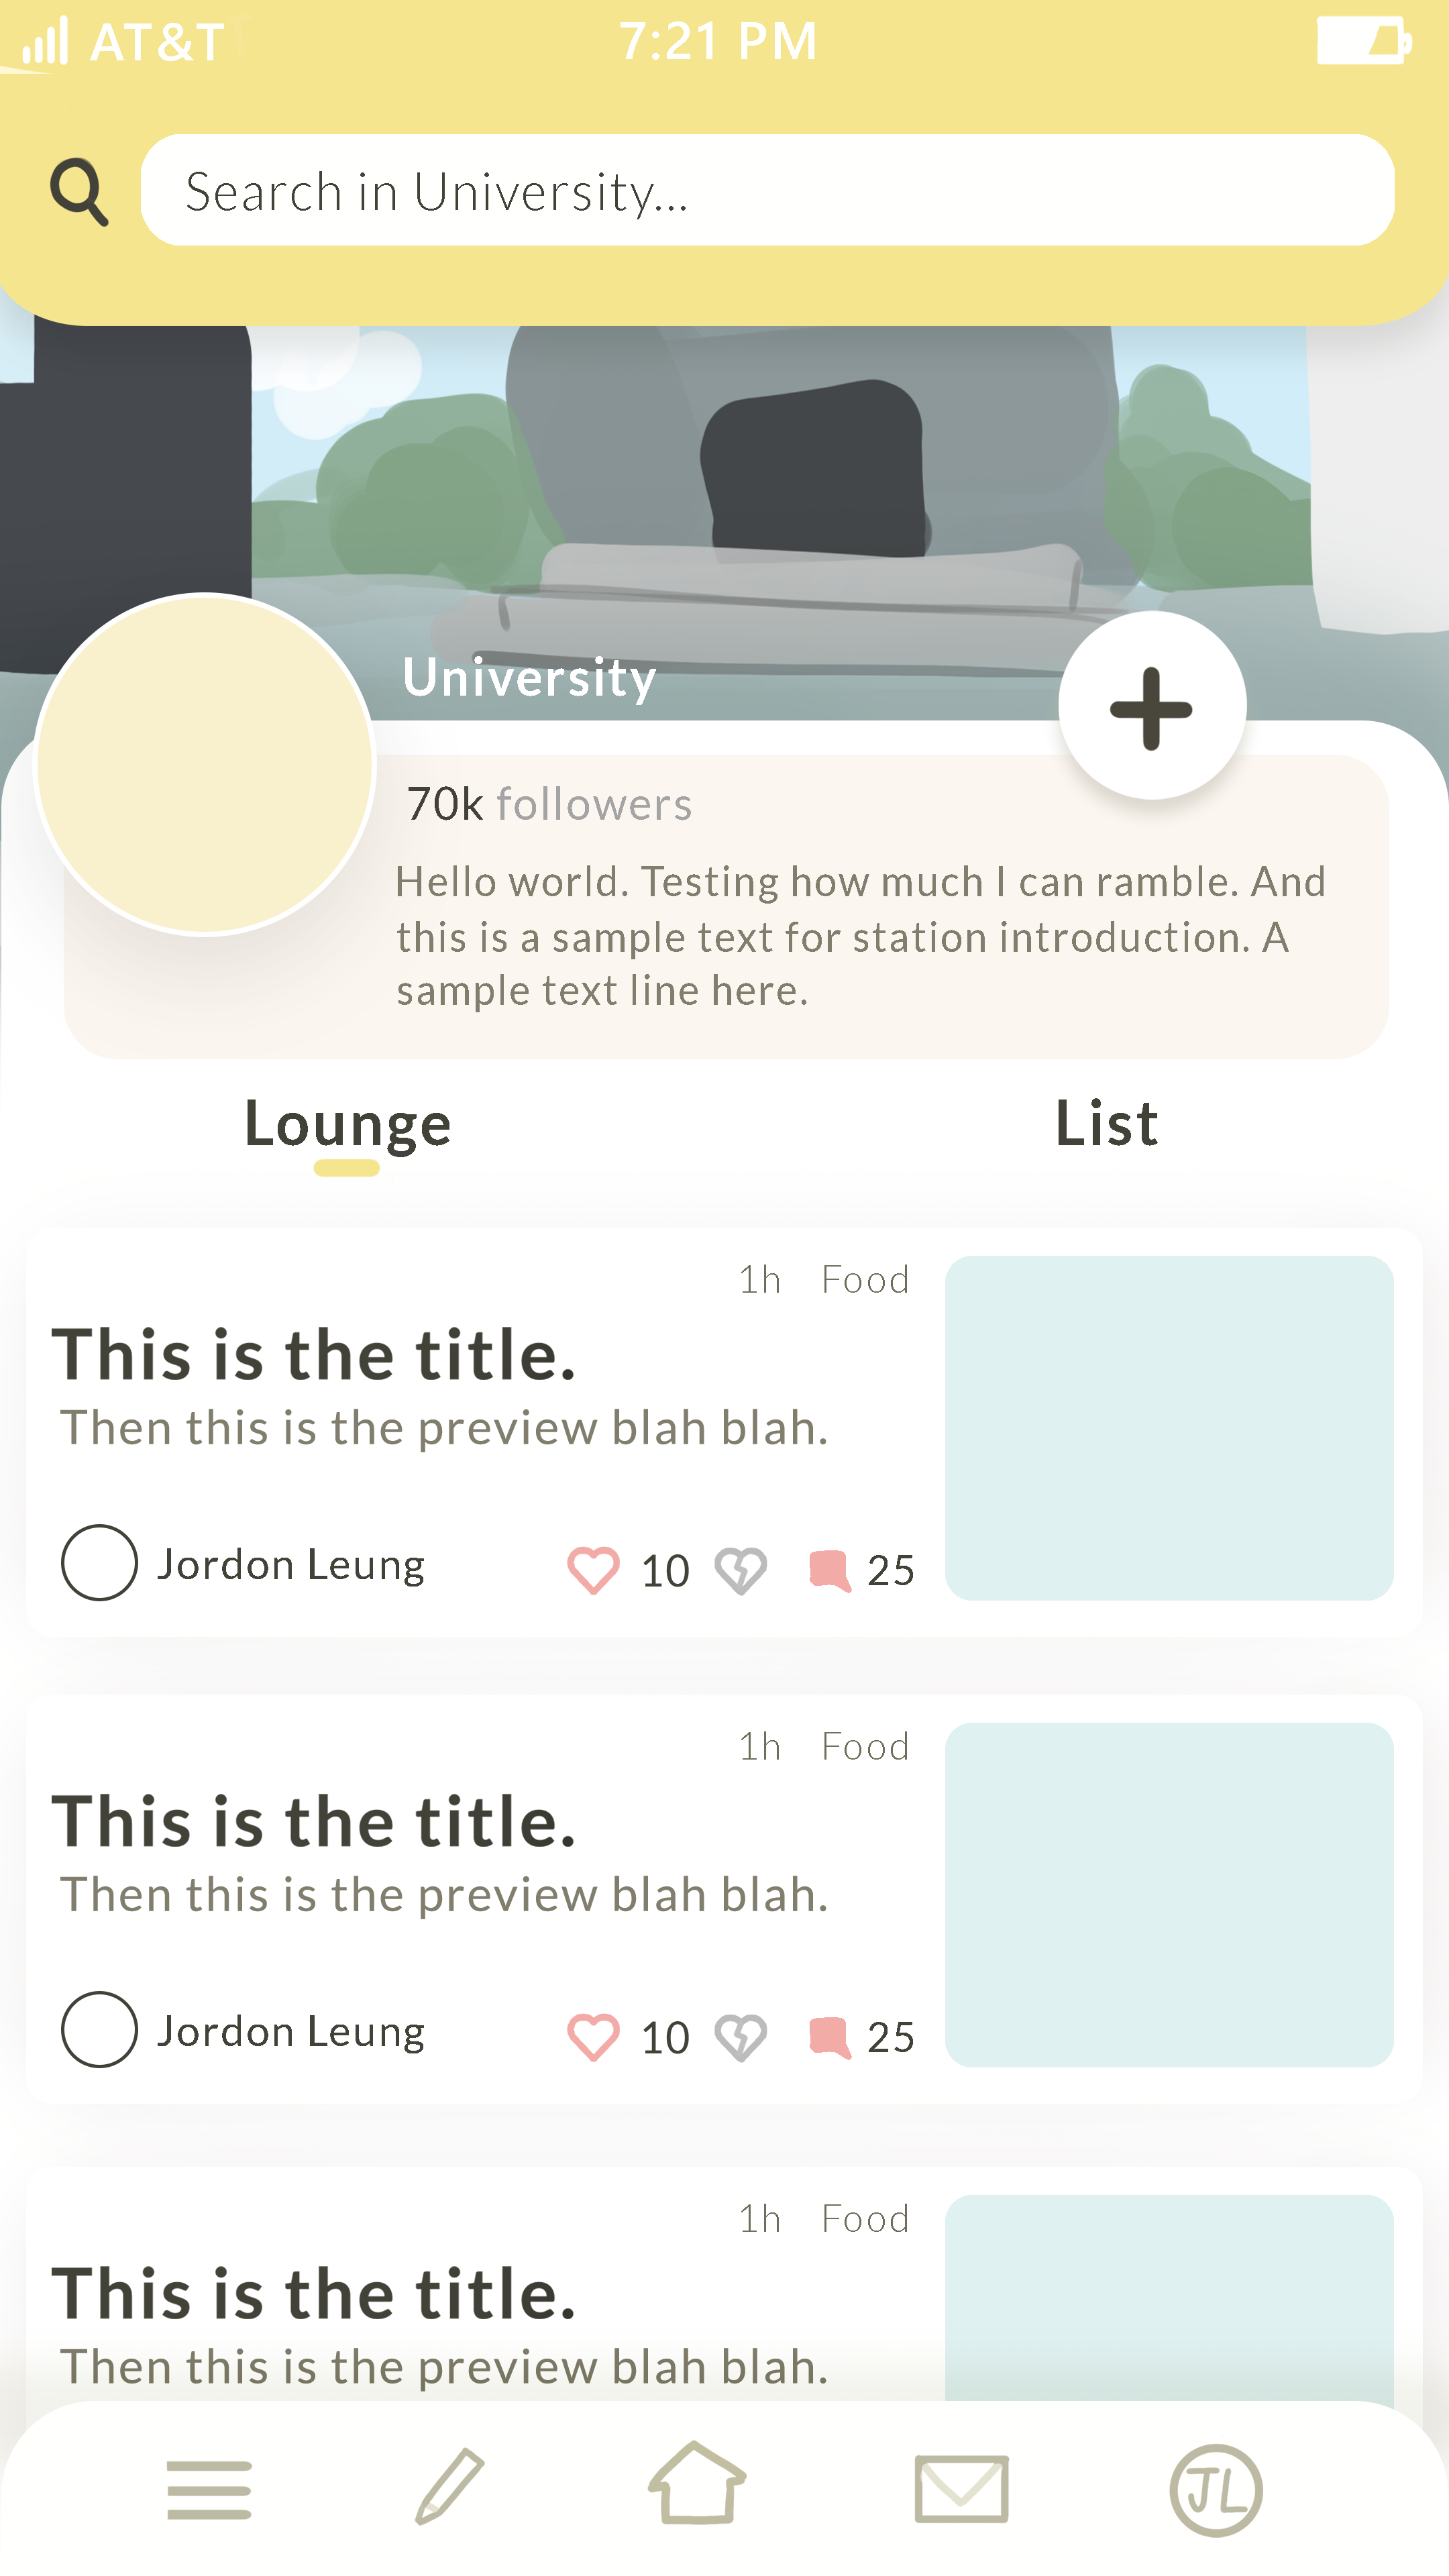 AT&T 7:21 PM
Search in University...
University
70k followers
Hello world. Testing how much I can ramble. And
this is a sample text for station introduction. A
sample text line here.
Lounge List
1h Food
This is the title.
Then this is the preview blah blah.
Jordon Leung 10 25
1h Food
This is the title.
Then this is the preview blah blah.
Jordon Leung 10 25
1h Food
This is the title.
Then this is the preview blah blah.
JL